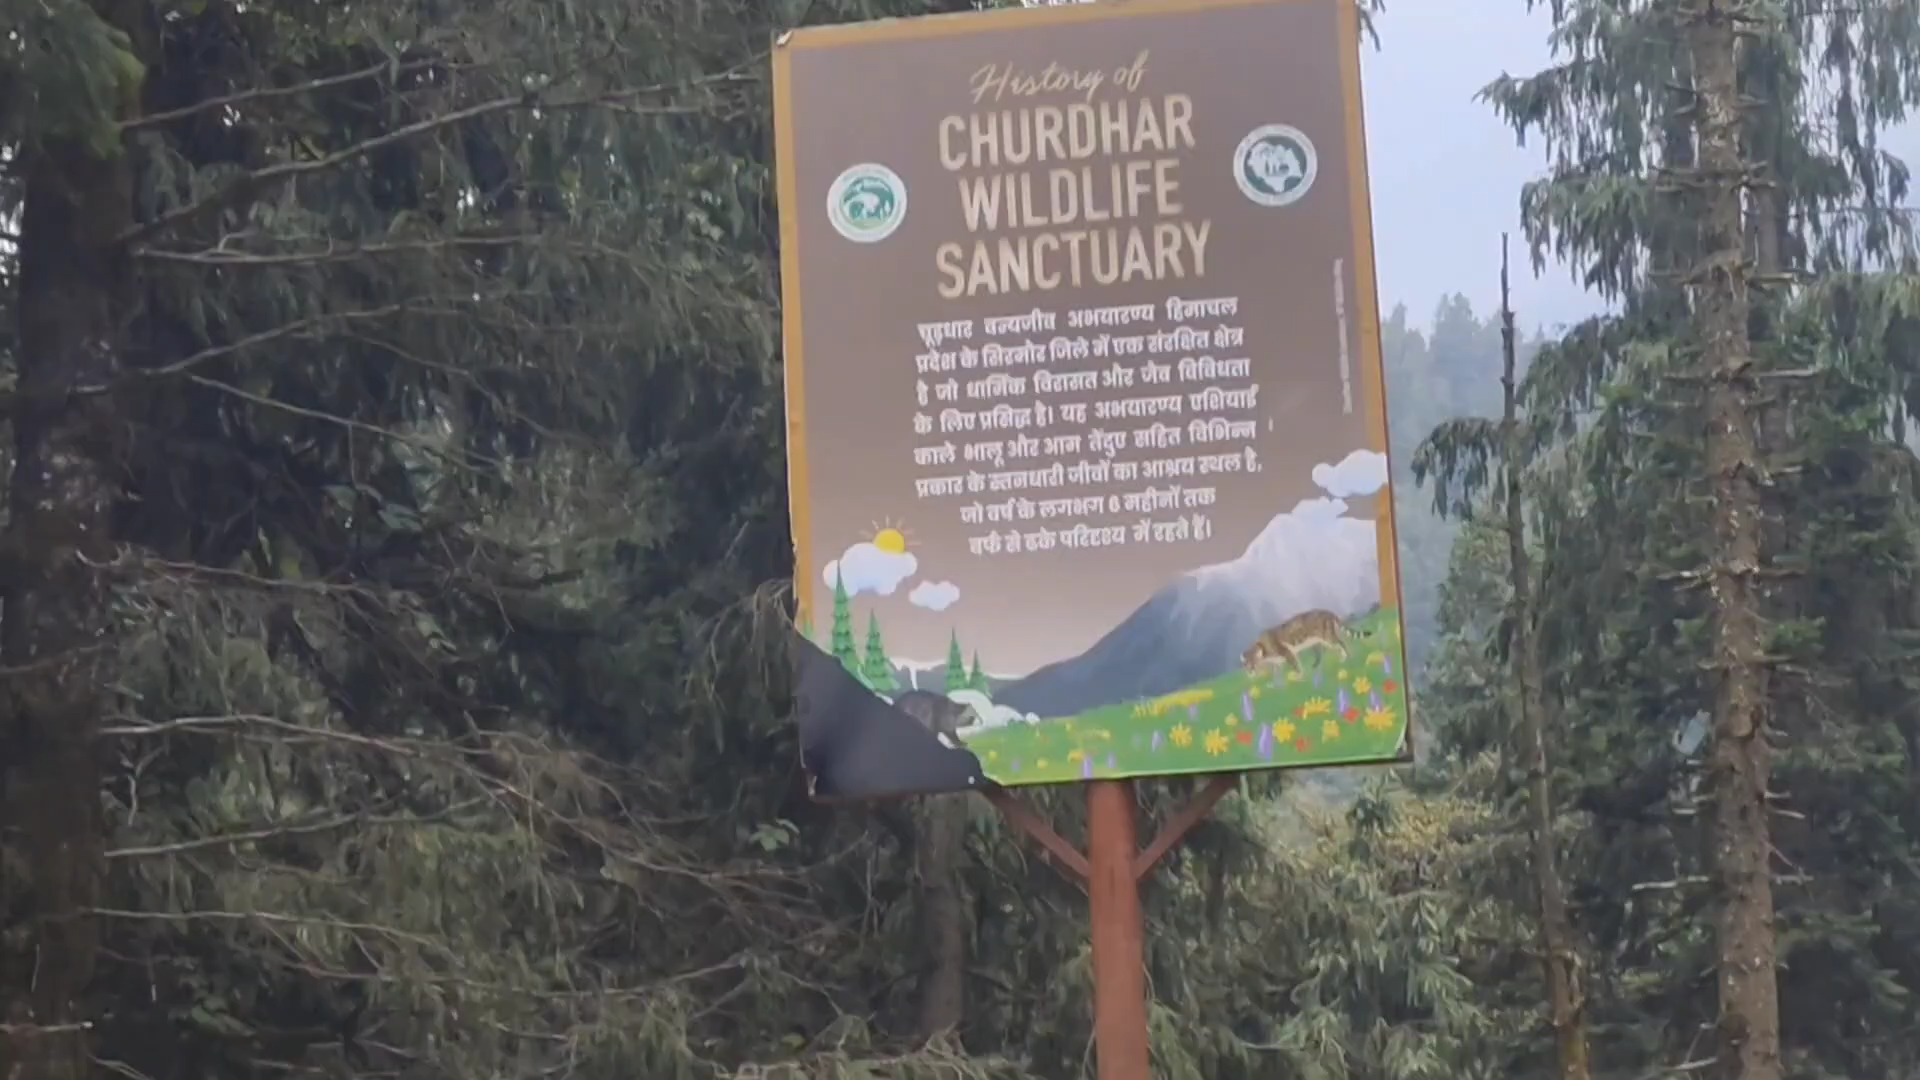 History of
CHURDHAR
WILDLIFE
SANCTUARY
चूड़धार वन्यजीव अभयारण्य हिमाचल
प्रदेश के सिरमौर जिले में एक संरक्षित क्षेत्र
है जो धार्मिक विरासत और जैव विविधता
के लिए प्रसिद्ध है। यह अभयारण्य एशियाई
काले भालू और आम तेंदुए सहित विभिन्न
प्रकार के स्तनधारी जीवों का आश्रय स्थल है,
जो वर्ष के लगभग 6 महीनों तक
बर्फ से ढके परिदृश्य में रहते हैं।